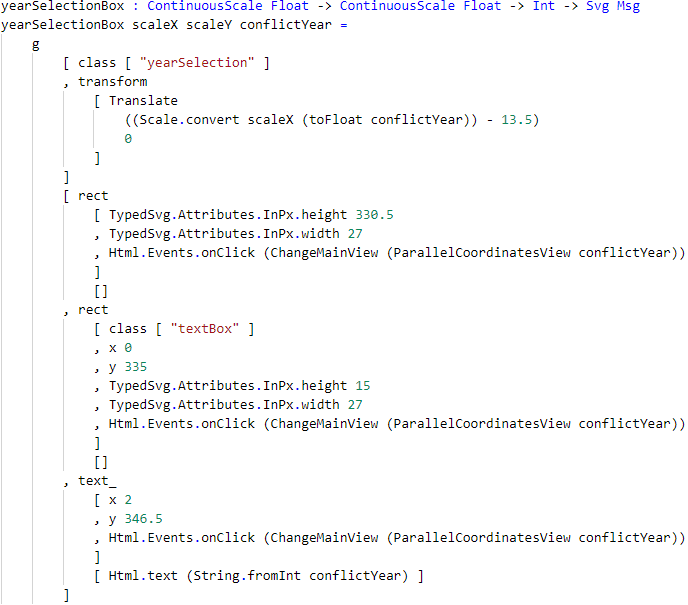 yearSelectionBox : ContinuousScale Float -> ContinuousScale Float -> Int -> Svg Msg
yearSelectionBox scaleX scaleY conflictYear =
    g
        [ class [ "yearSelection" ]
        , transform
            [ Translate
                ((Scale.convert scaleX (toFloat conflictYear)) - 13.5)
                0
            ]
        ]
        [ rect
            [ TypedSvg.Attributes.InPx.height 330.5
            , TypedSvg.Attributes.InPx.width 27
            , Html.Events.onClick (ChangeMainView (ParallelCoordinatesView conflictYear))
            ]
            []
        , rect
            [ class [ "textBox" ]
            , x 0
            , y 335
            , TypedSvg.Attributes.InPx.height 15
            , TypedSvg.Attributes.InPx.width 27
            , Html.Events.onClick (ChangeMainView (ParallelCoordinatesView conflictYear))
            ]
            []
        , text_
            [ x 2
            , y 346.5
            , Html.Events.onClick (ChangeMainView (ParallelCoordinatesView conflictYear))
            ]
            [ Html.text (String.fromInt conflictYear) ]
        ]